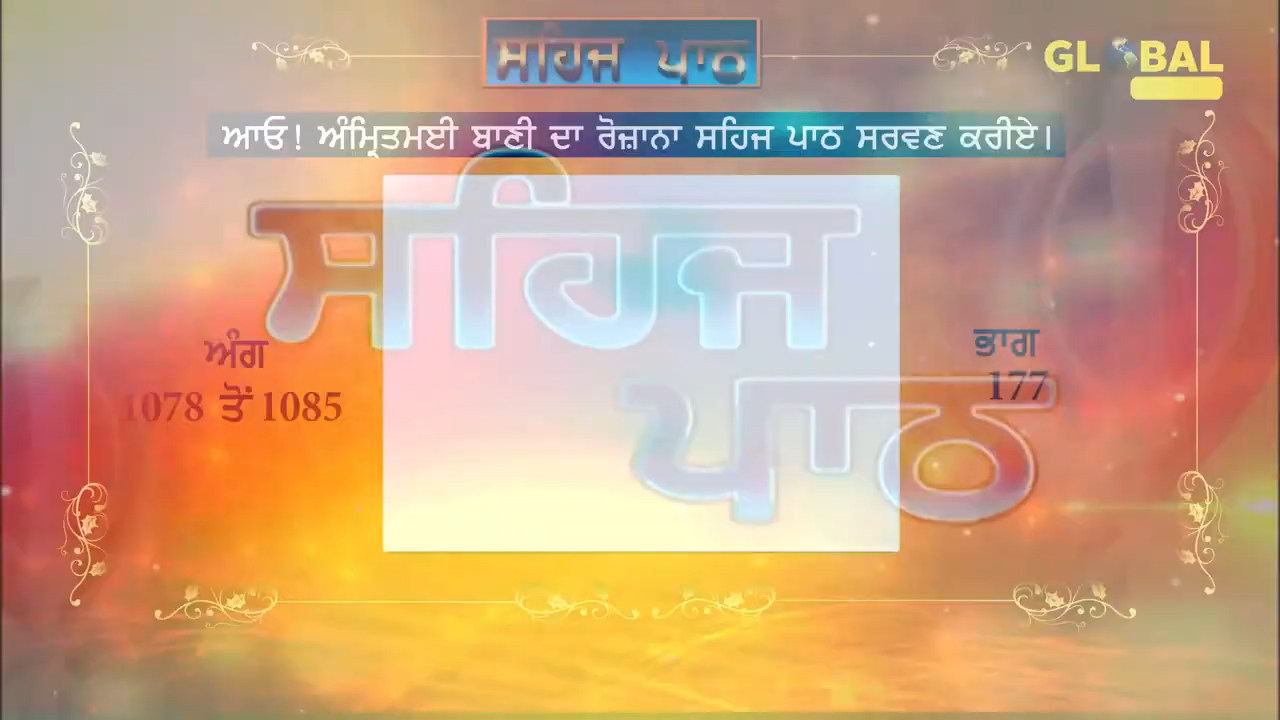 ਸਹਿਜ ਪਾਠ
GLOBAL
ਆਓ! ਅੰਮ੍ਰਿਤਮਈ ਬਾਣੀ ਦਾ ਰੋਜ਼ਾਨਾ ਸਹਿਜ ਪਾਠ ਸਰਵਣ ਕਰੀਏ।
ਸਹਿਜ
ਪਾਠ
ਅੰਗ
1078 ਤੋਂ 1085
ਭਾਗ
177